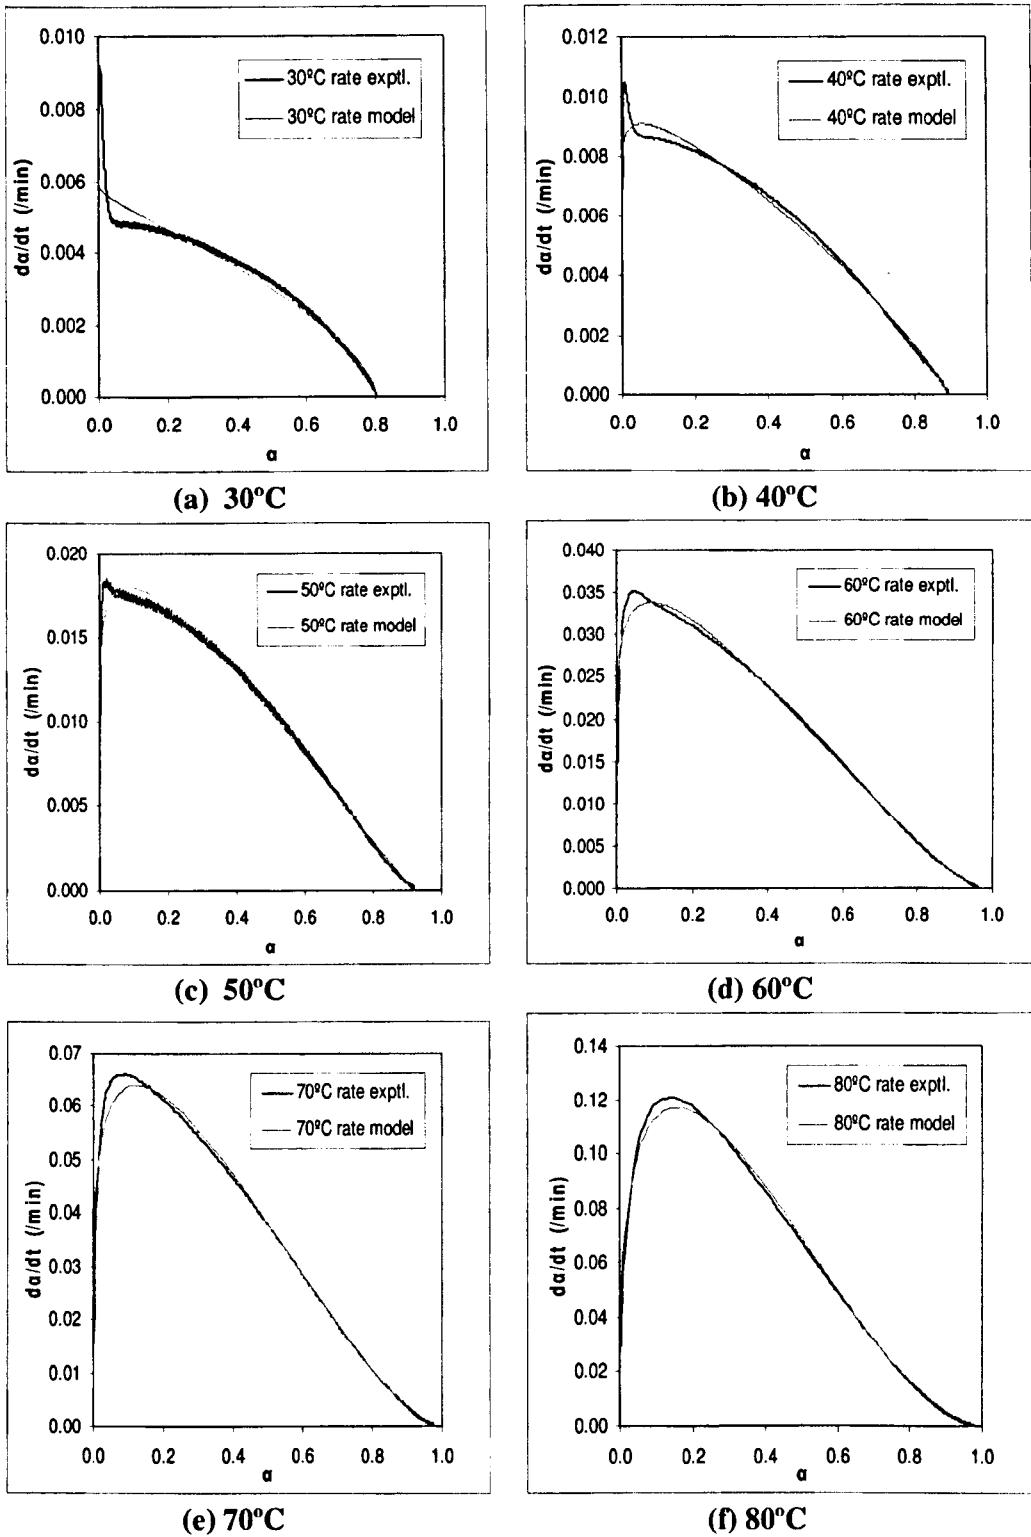 0.010
0.008
0.006
0.004
0.002
0.000
dα/dt (/min)
30ºC rate exptl.
30ºC rate model
0.0 0.2 0.4 0.6 0.8 1.0
α
(a) 30ºC
0.012
0.010
0.008
0.006
0.004
0.002
0.000
dα/dt (/min)
40ºC rate exptl.
40ºC rate model
0.0 0.2 0.4 0.6 0.8 1.0
α
(b) 40ºC
0.020
0.015
0.010
0.005
0.000
dα/dt (/min)
50ºC rate exptl.
50ºC rate model
0.0 0.2 0.4 0.6 0.8 1.0
α
(c) 50ºC
0.040
0.035
0.030
0.025
0.020
0.015
0.010
0.005
0.000
dα/dt (/min)
60ºC rate exptl.
60ºC rate model
0.0 0.2 0.4 0.6 0.8 1.0
α
(d) 60ºC
0.07
0.06
0.05
0.04
0.03
0.02
0.01
0.00
dα/dt (/min)
70ºC rate exptl.
70ºC rate model
0.0 0.2 0.4 0.6 0.8 1.0
α
(e) 70ºC
0.14
0.12
0.10
0.08
0.06
0.04
0.02
0.00
dα/dt (/min)
80ºC rate exptl.
80ºC rate model
0.0 0.2 0.4 0.6 0.8 1.0
α
(f) 80ºC